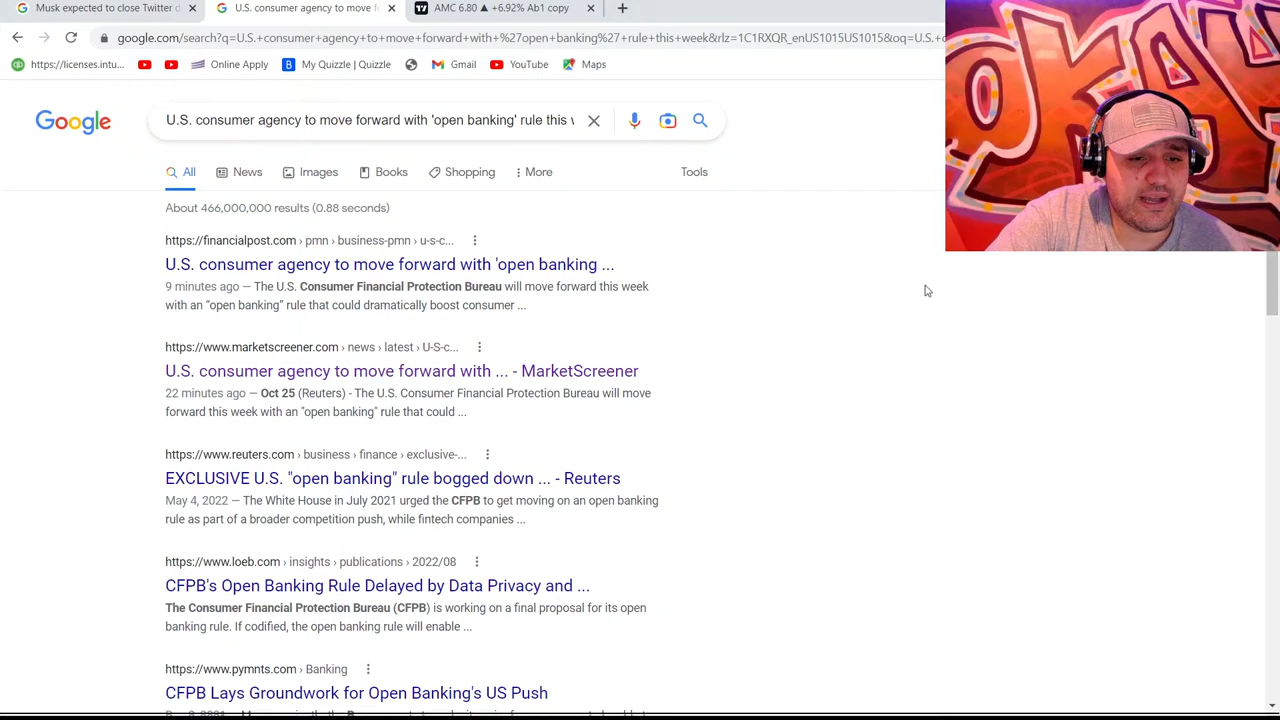 Musk expected to close Twitter d
U.S. consumer agency to move f
AMC 6.80 ▲ +6.92% Ab1 copy
google.com/search?q=U.S.+consumer+agency+to+move+forward+with+%27open+banking%27+rule+this+week&rlz=1C1RXQR_enUS1015US1015&oq=U.S.+c
https://licenses.intu...
Online Apply
My Quizzle | Quizzle
Gmail
YouTube
Maps
Google
U.S. consumer agency to move forward with 'open banking' rule this w
All
News
Images
Books
Shopping
More
Tools
About 466,000,000 results (0.88 seconds)
https://financialpost.com › pmn › business-pmn › u-s-c...
U.S. consumer agency to move forward with 'open banking ...
9 minutes ago — The U.S. Consumer Financial Protection Bureau will move forward this week
with an “open banking” rule that could dramatically boost consumer ...
https://www.marketscreener.com › news › latest › U-S-c...
U.S. consumer agency to move forward with ... - MarketScreener
22 minutes ago — Oct 25 (Reuters) - The U.S. Consumer Financial Protection Bureau will move
forward this week with an "open banking" rule that could ...
https://www.reuters.com › business › finance › exclusive-...
EXCLUSIVE U.S. "open banking" rule bogged down ... - Reuters
May 4, 2022 — The White House in July 2021 urged the CFPB to get moving on an open banking
rule as part of a broader competition push, while fintech companies ...
https://www.loeb.com › insights › publications › 2022/08
CFPB's Open Banking Rule Delayed by Data Privacy and ...
The Consumer Financial Protection Bureau (CFPB) is working on a final proposal for its open
banking rule. If codified, the open banking rule will enable ...
https://www.pymnts.com › Banking
CFPB Lays Groundwork for Open Banking's US Push